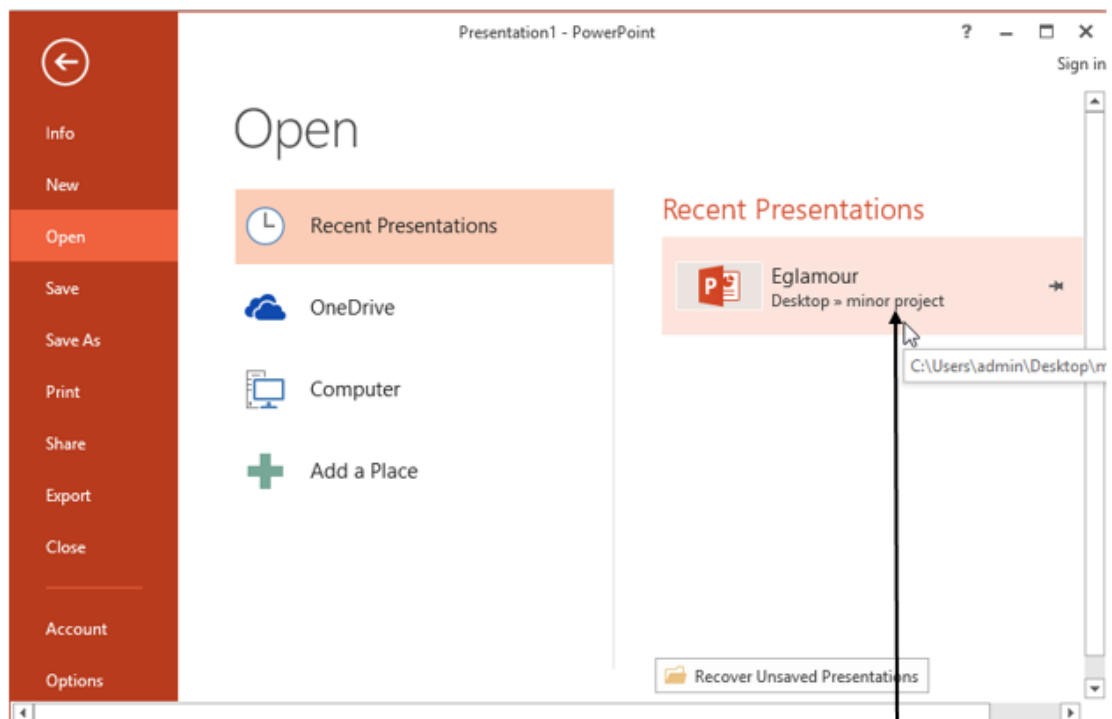 Presentation1 - PowerPoint
?
Sign in
Info
New
Open
Save
Save As
Print
Share
Export
Close
Account
Options
Open
Recent Presentations
OneDrive
Computer
Add a Place
Recent Presentations
P
Eglamour
Desktop » minor project
C:\Users\admin\Desktop\m
Recover Unsaved Presentations